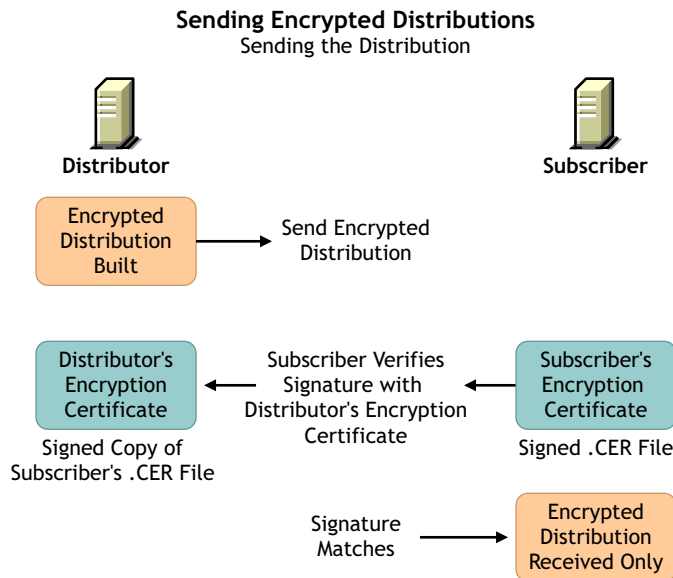 Sending Encrypted Distributions
Sending the Distribution
Distributor
Subscriber
Encrypted
Distribution
Built
Send Encrypted
Distribution
Distributor's
Encryption
Certificate
Subscriber Verifies
Signature with
Distributor's Encryption
Certificate
Subscriber's
Encryption
Certificate
Signed Copy of
Subscriber's .CER File
Signed .CER File
Signature
Matches
Encrypted
Distribution
Received Only